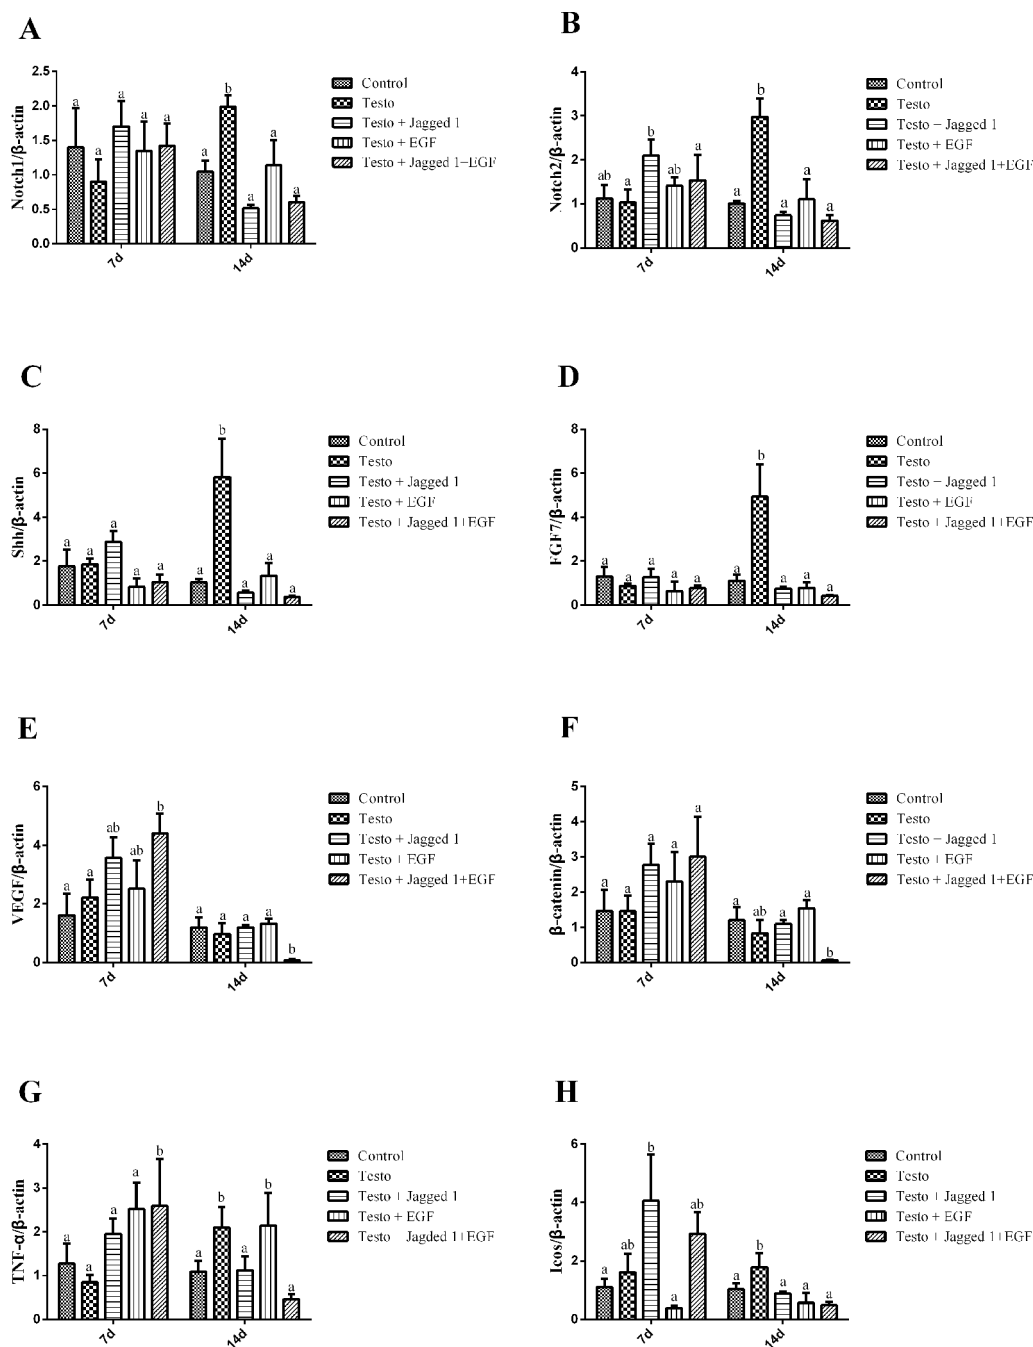 A
Notch1/β-actin
2.5
2.0
1.5
1.0
0.5
0.0
a a a a a
a b a a a
7d 14d
Control
Testo
Testo + Jagged 1
Testo + EGF
Testo + Jagged 1−EGF
B
Notch2/β-actin
4
3
2
1
0
ab a b ab a
a b a a a
7d 14d
Control
Testo
Testo − Jagged 1
Testo + EGF
Testo + Jagged 1+EGF
C
Shh/β-actin
8
6
4
2
0
a a a a a
a b a a a
7d 14d
Control
Testo
Testo + Jagged 1
Testo + EGF
Testo + Jagged 1+EGF
D
FGF7/β-actin
8
6
4
2
0
a a a a a
a b a a a
7d 14d
Control
Testo
Testo − Jagged 1
Testo + EGF
Testo + Jagged 1+EGF
E
VEGF/β-actin
6
4
2
0
a a ab ab b
a a a a b
7d 14d
Control
Testo
Testo + Jagged 1
Testo + EGF
Testo + Jagged 1+EGF
F
β-catenin/β-actin
5
4
3
2
1
0
a a a a a
a ab a a b
7d 14d
Control
Testo
Testo − Jagged 1
Testo + EGF
Testo + Jagged 1+EGF
G
TNF-α/β-actin
4
3
2
1
0
a a a a b
a b a b a
7d 14d
Control
Testo
Testo + Jagged 1
Testo + EGF
Testo Jagded 1+EGF
H
Icos/β-actin
6
4
2
0
a ab b a ab
a b a a a
7d 14d
Control
Testo
Testo + Jagged 1
Testo + EGF
Testo + Jagged 1+EGF